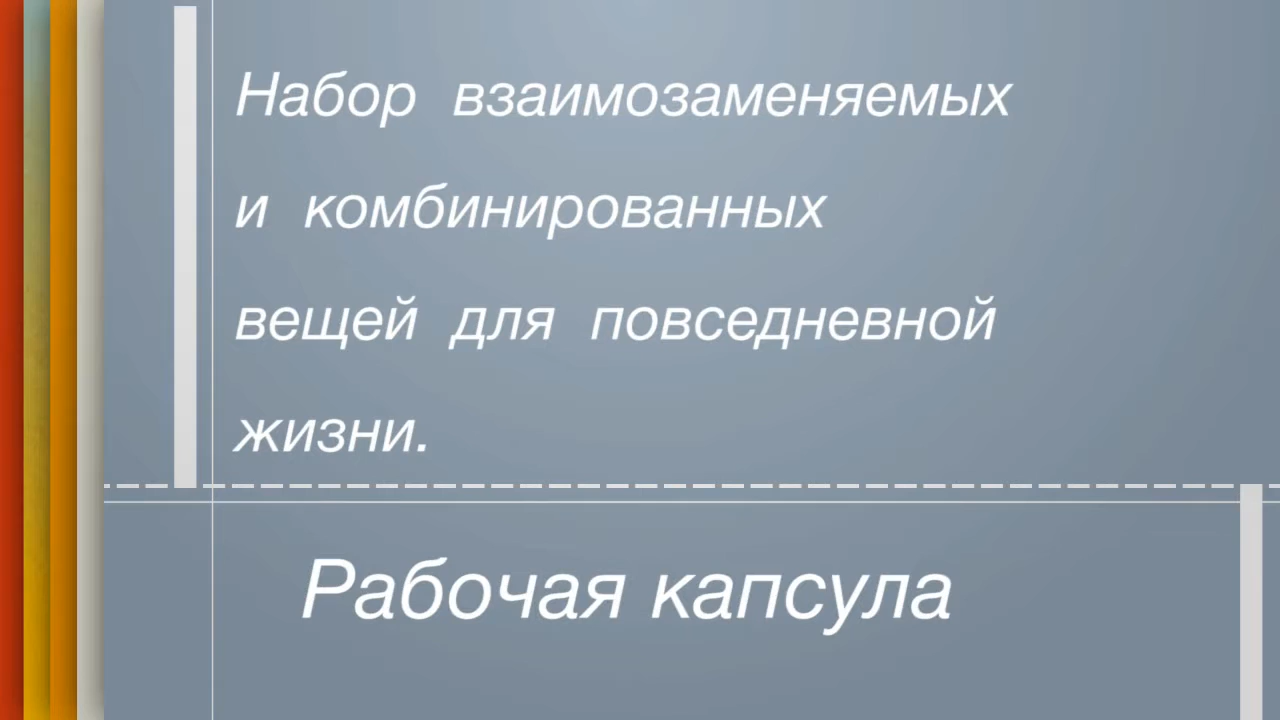 Набор взаимозаменяемых
и комбинированных
вещей для повседневной
жизни.
Рабочая капсула